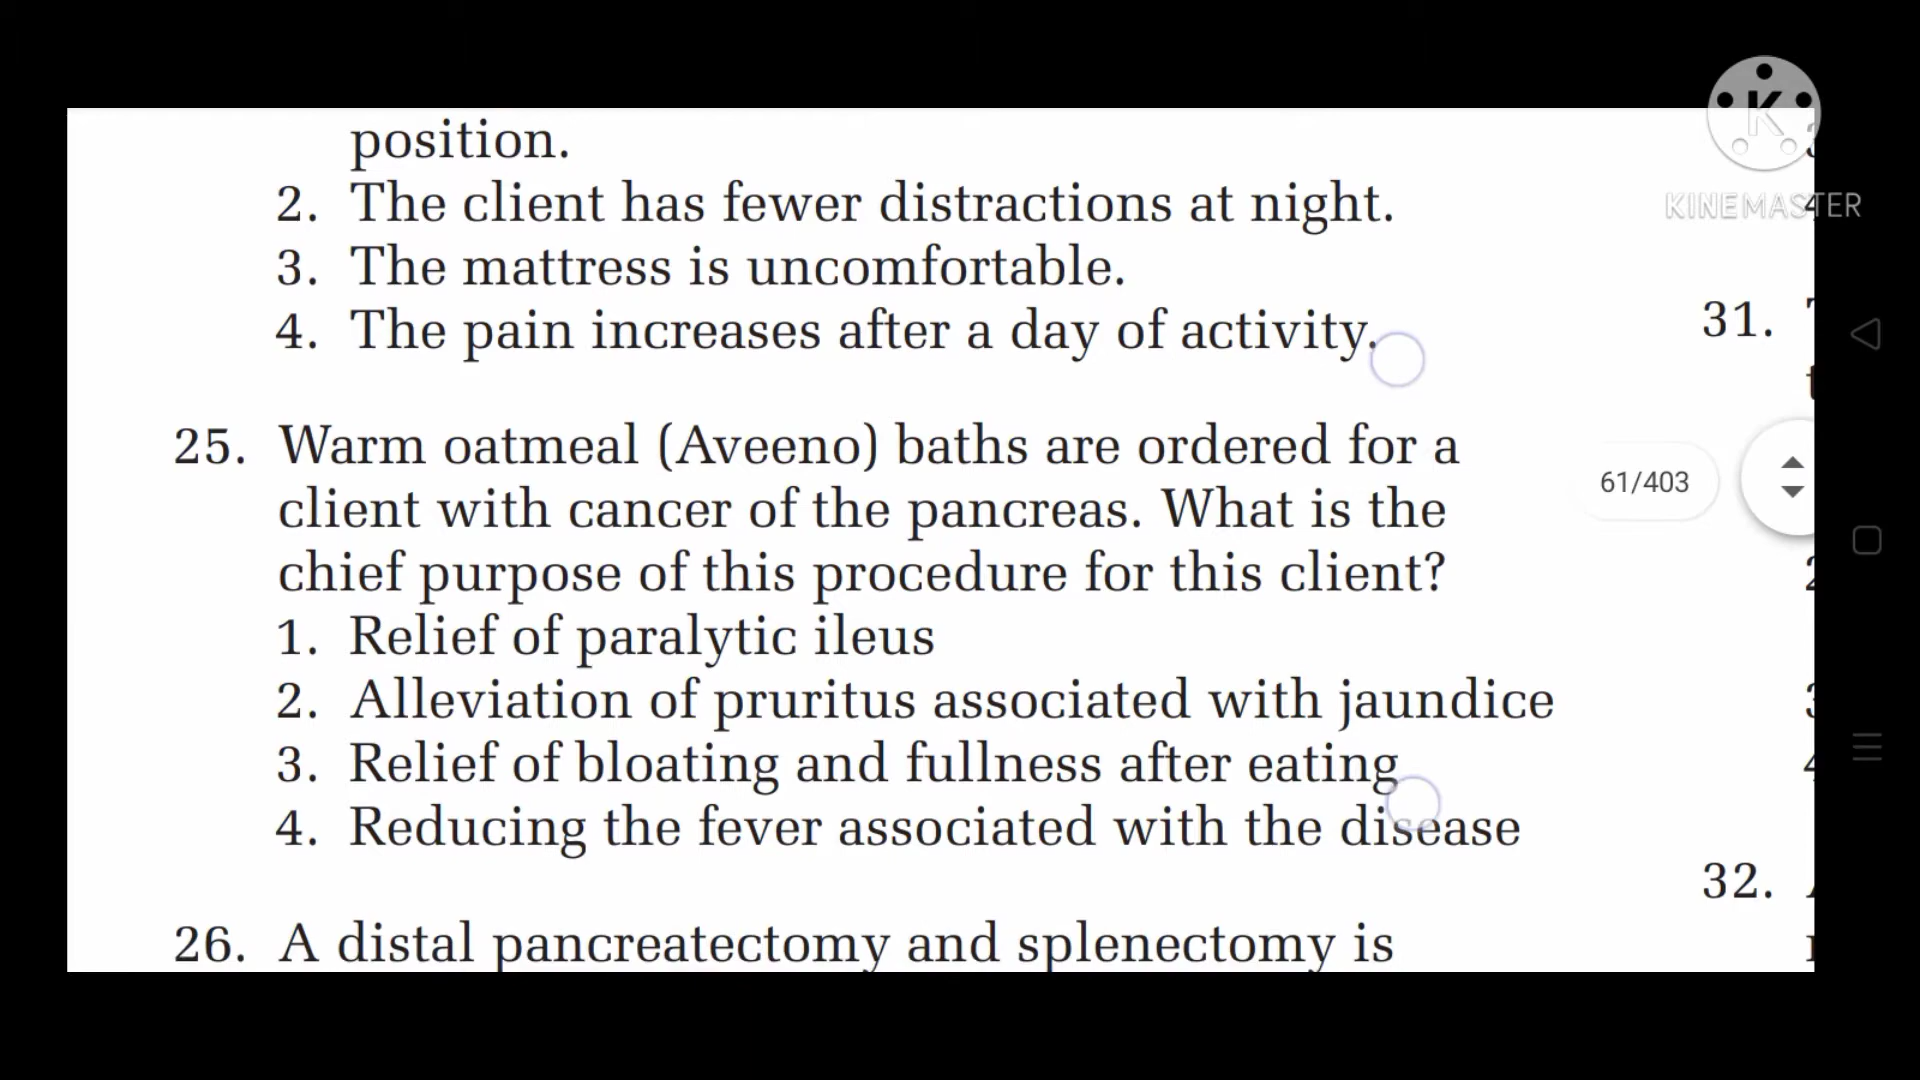 position.
2. The client has fewer distractions at night.
3. The mattress is uncomfortable.
4. The pain increases after a day of activity.
25. Warm oatmeal (Aveeno) baths are ordered for a
client with cancer of the pancreas. What is the
chief purpose of this procedure for this client?
1. Relief of paralytic ileus
2. Alleviation of pruritus associated with jaundice
3. Relief of bloating and fullness after eating
4. Reducing the fever associated with the disease
26. A distal pancreatectomy and splenectomy is
31.
32.
61/403
K
KINEMASTER